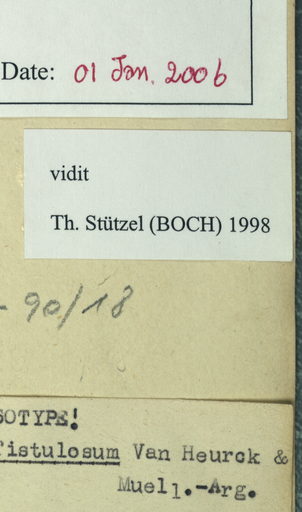 Date: 01 Jan. 2006
vidit
Th. Stützel (BOCH) 1998
- 90/18
SOTYPE!
fistulosum Van Heurck &
Muell.-Arg.